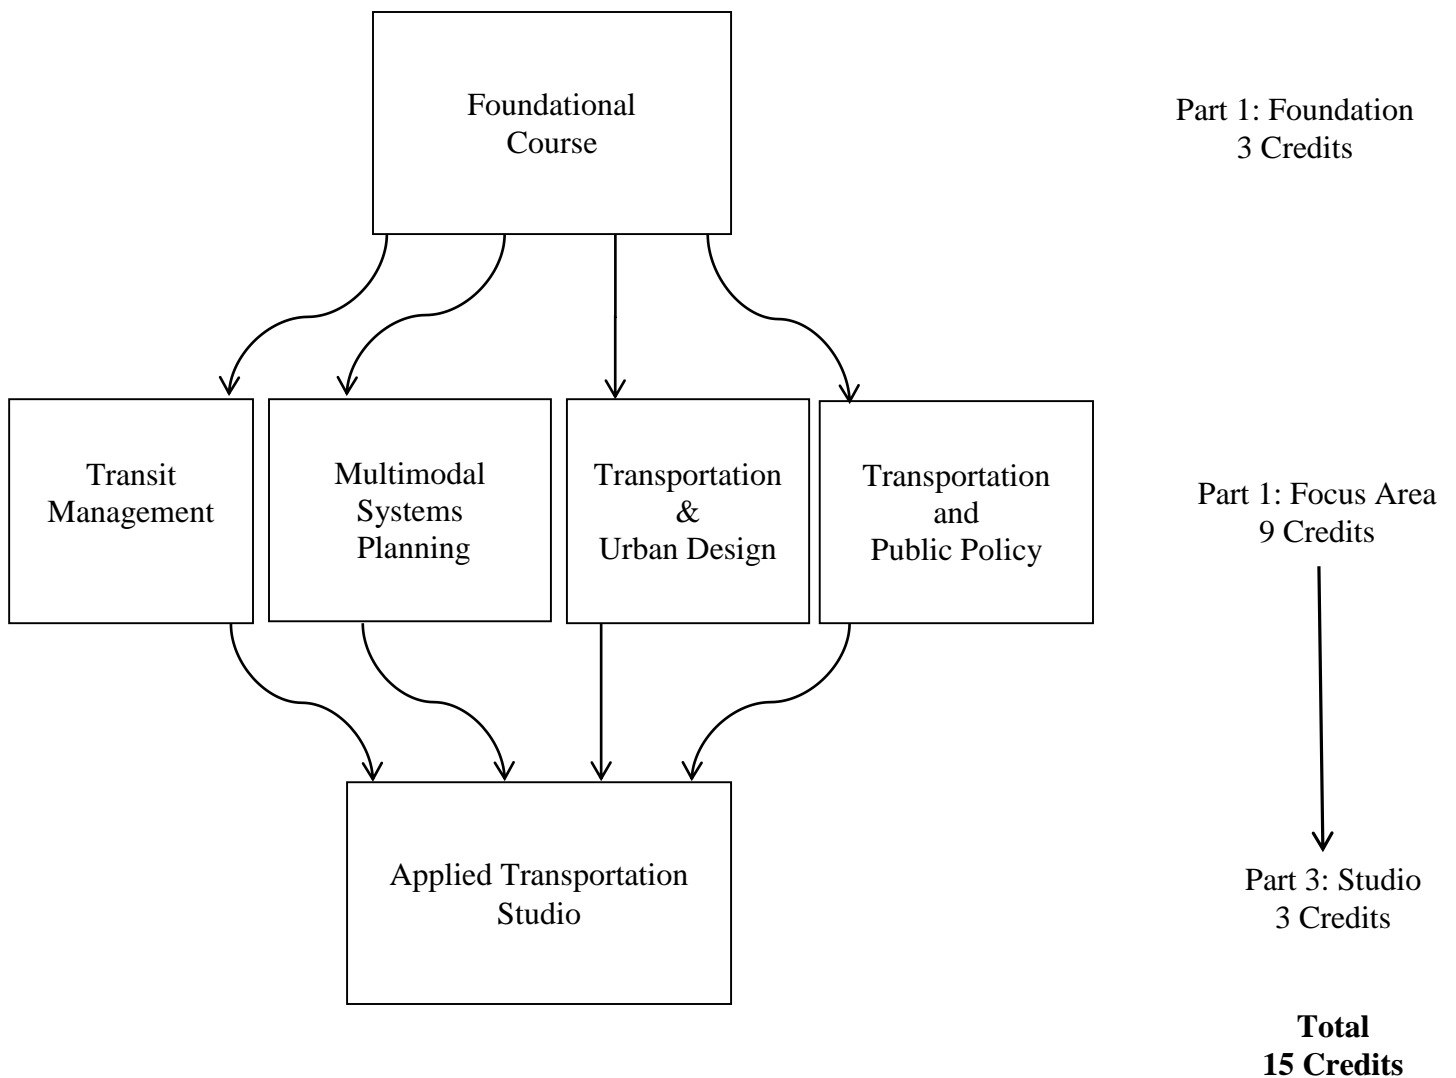 Foundational
Course
Part 1: Foundation
3 Credits
Transit
Management
Multimodal
Systems
Planning
Transportation
&
Urban Design
Transportation
and
Public Policy
Part 1: Focus Area
9 Credits
Applied Transportation
Studio
Part 3: Studio
3 Credits
Total
15 Credits